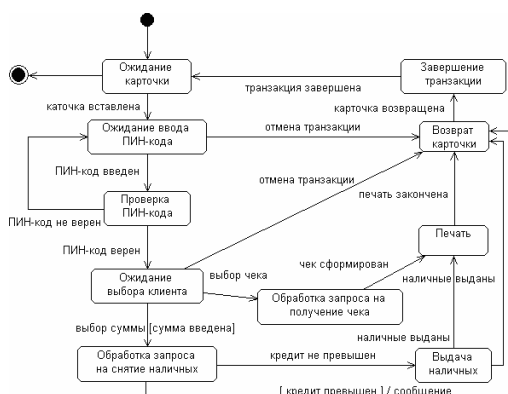 Ожидание
карточки
Завершение
транзакции
транзакция завершена
каточка вставлена
карточка возвращена
Ожидание ввода
ПИН-кода
отмена транзакции
Возврат
карточки
ПИН-код введен
отмена транзакции
печать закончена
Проверка
ПИН-кода
ПИН-код не верен
ПИН-код верен
Печать
чек сформирован
выбор чека
наличные выданы
Ожидание
выбора клиента
Обработка запроса на
получение чека
выбор суммы [сумма введена]
наличные выданы
Обработка запроса
на снятие наличных
кредит не превышен
Выдача
наличных
[ кредит превышен ] / сообщение